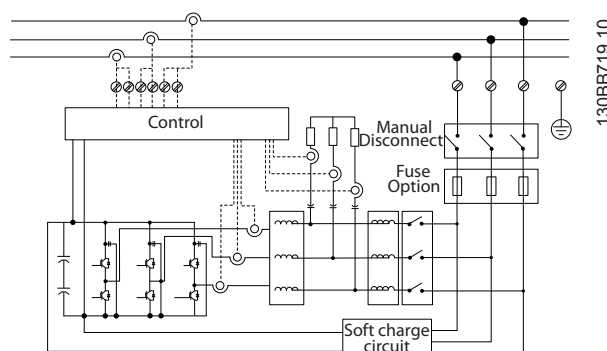 130BB719.10
Control
Manual
Disconnect
Fuse
Option
Soft charge
circuit